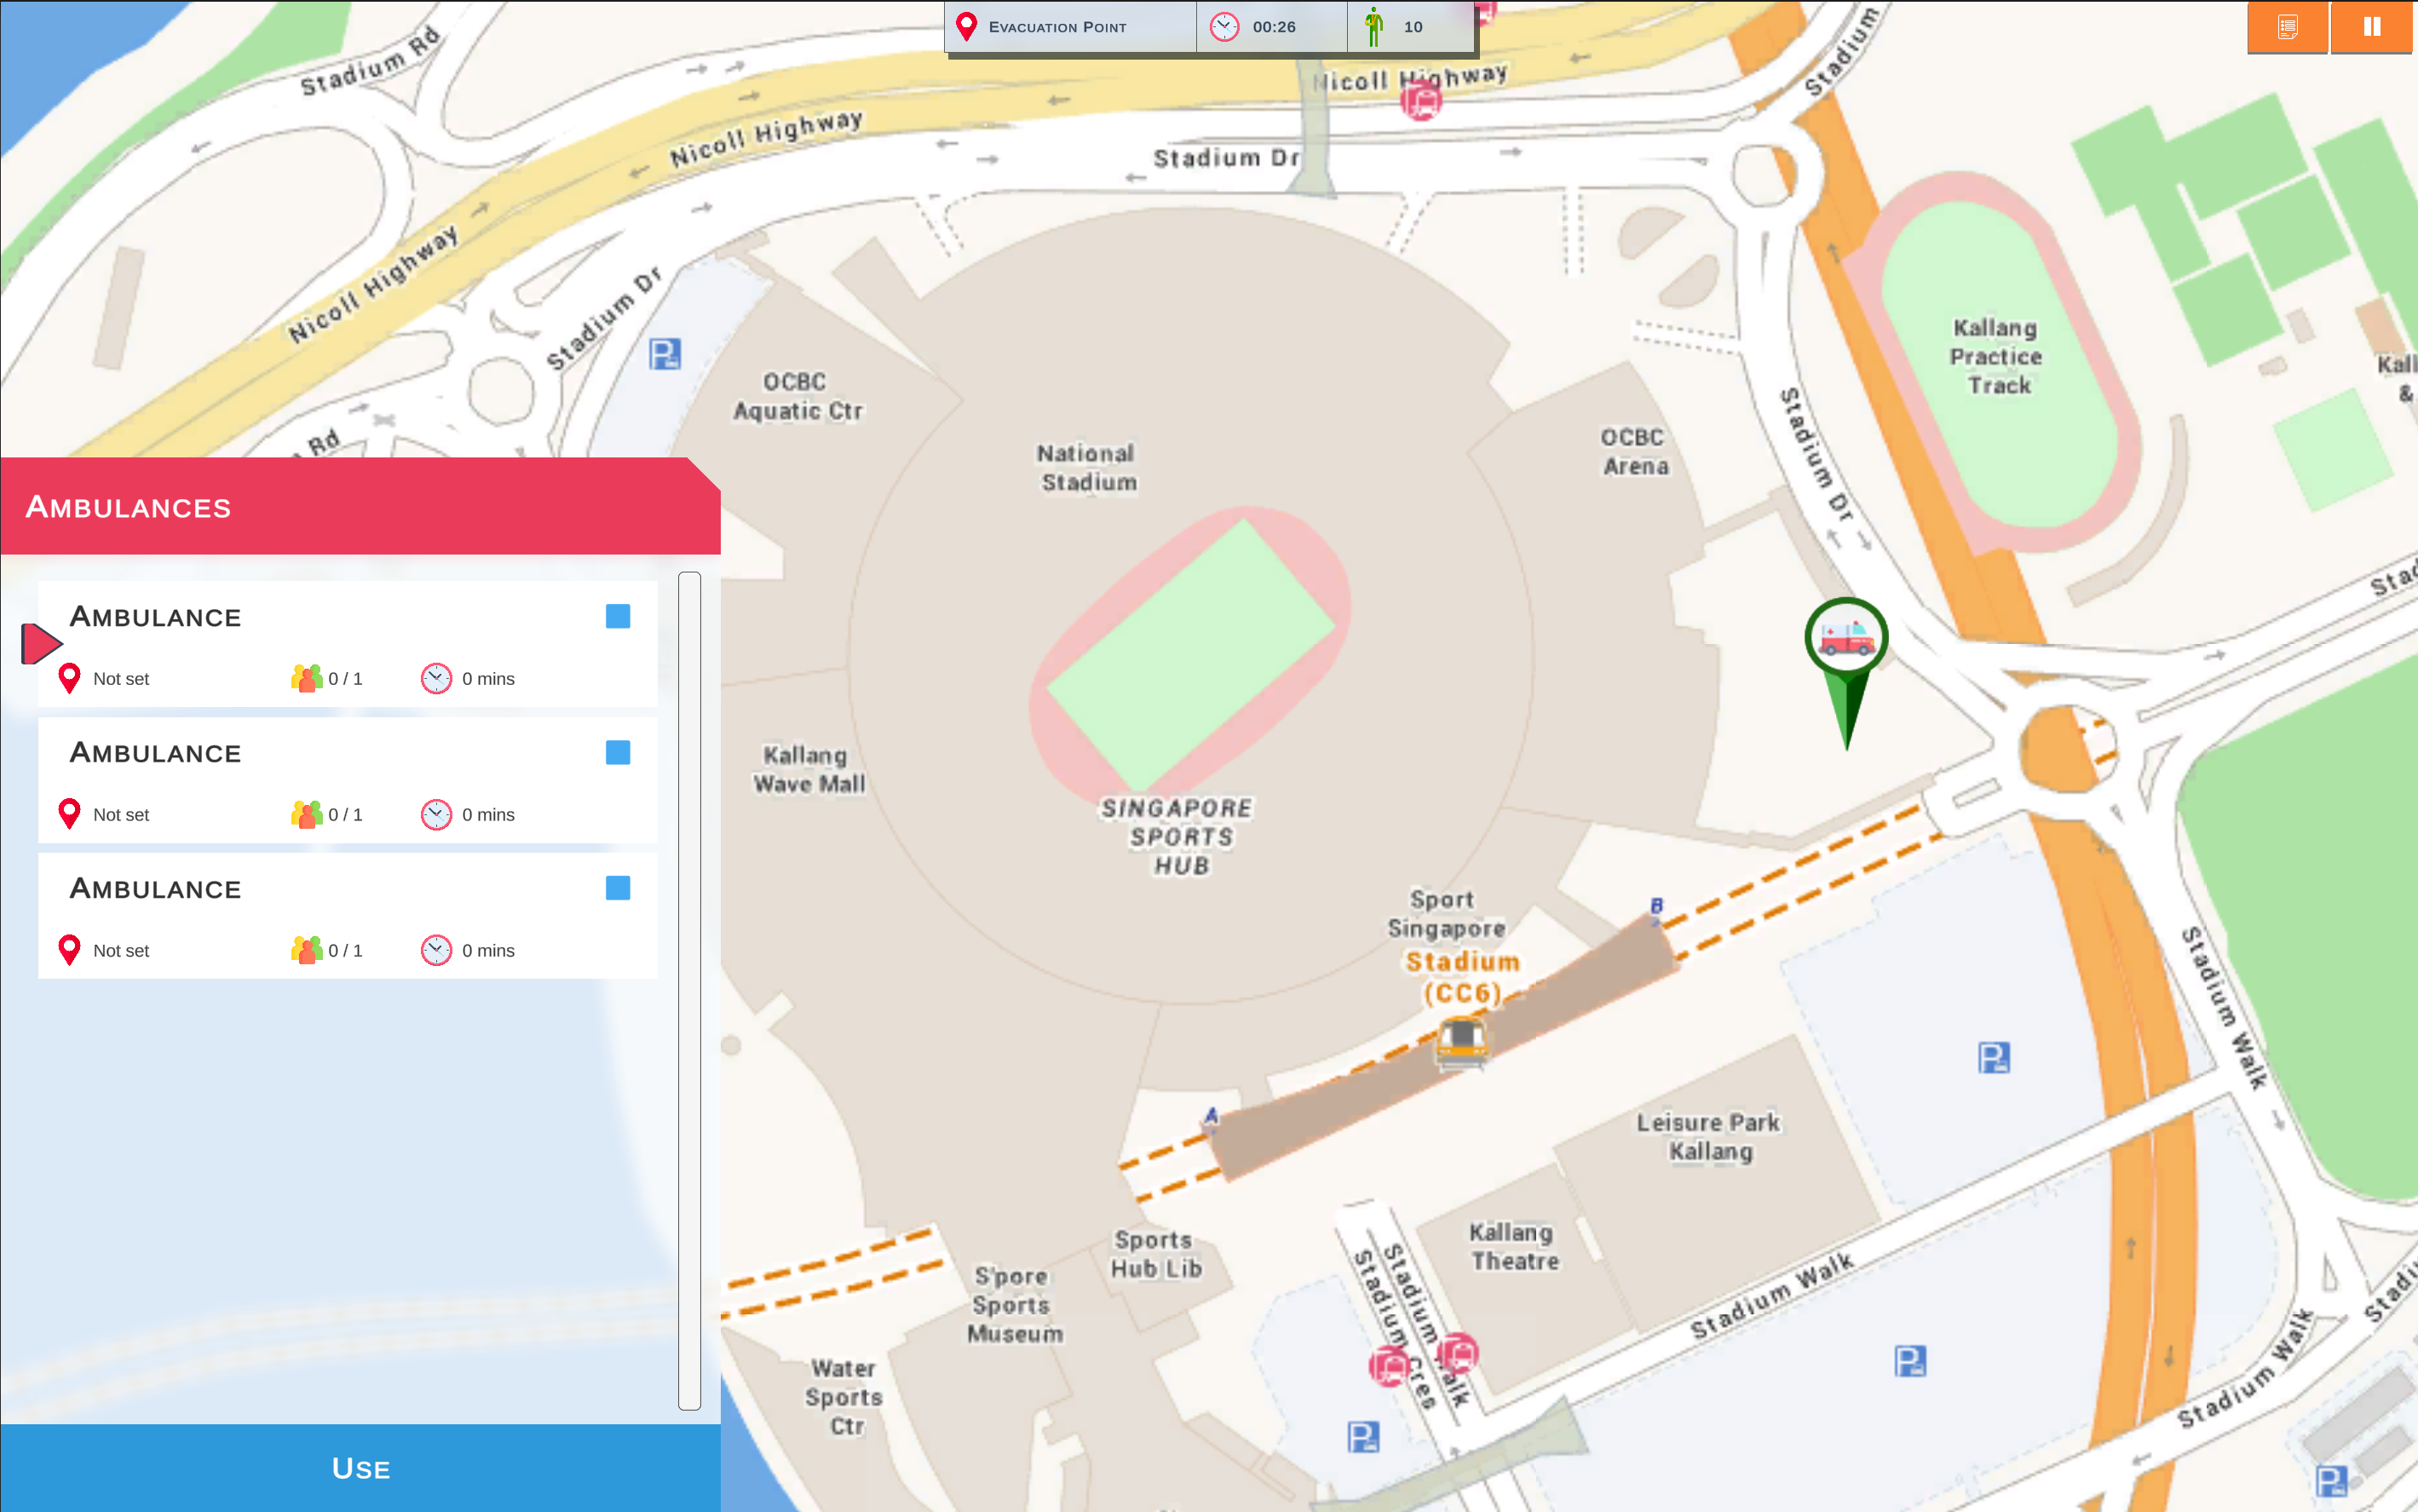 EVACUATION POINT
00:26
10
Stadium Rd
Stadium
Nicoll Highway
Nicoll Highway
Stadium Dr
Nicoll Highway
Stadium Dr
Rd
OCBC
Aquatic Ctr
National
Stadium
OCBC
Arena
Stadium Dr
Kallang
Practice
Track
Kall
&
Stad
AMBULANCES
AMBULANCE
Not set
0 / 1
0 mins
AMBULANCE
Not set
0 / 1
0 mins
AMBULANCE
Not set
0 / 1
0 mins
USE
Kallang
Wave Mall
SINGAPORE
SPORTS
HUB
Sport
Singapore
Stadium
(CC6)
B
A
P
P
P
P
P
Stadium Walk
Leisure Park
Kallang
Kallang
Theatre
Sports
Hub Lib
S'pore
Sports
Museum
Water
Sports
Ctr
Stadium Cres
Stadium Walk
Stadium Walk
Stadium Walk
Stadiu